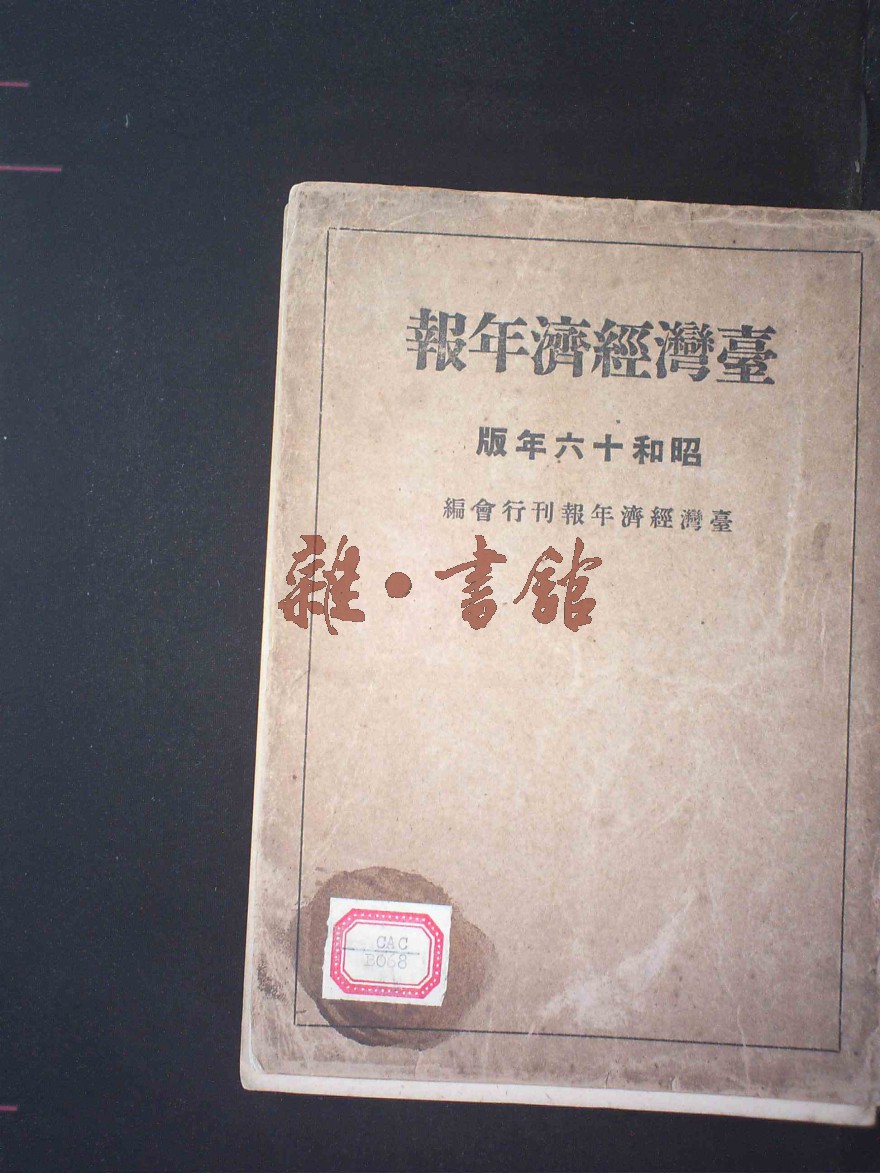 臺灣經濟年報
昭和十六年版
臺灣經濟年報刊行會編
雜·書館
CAC
B068